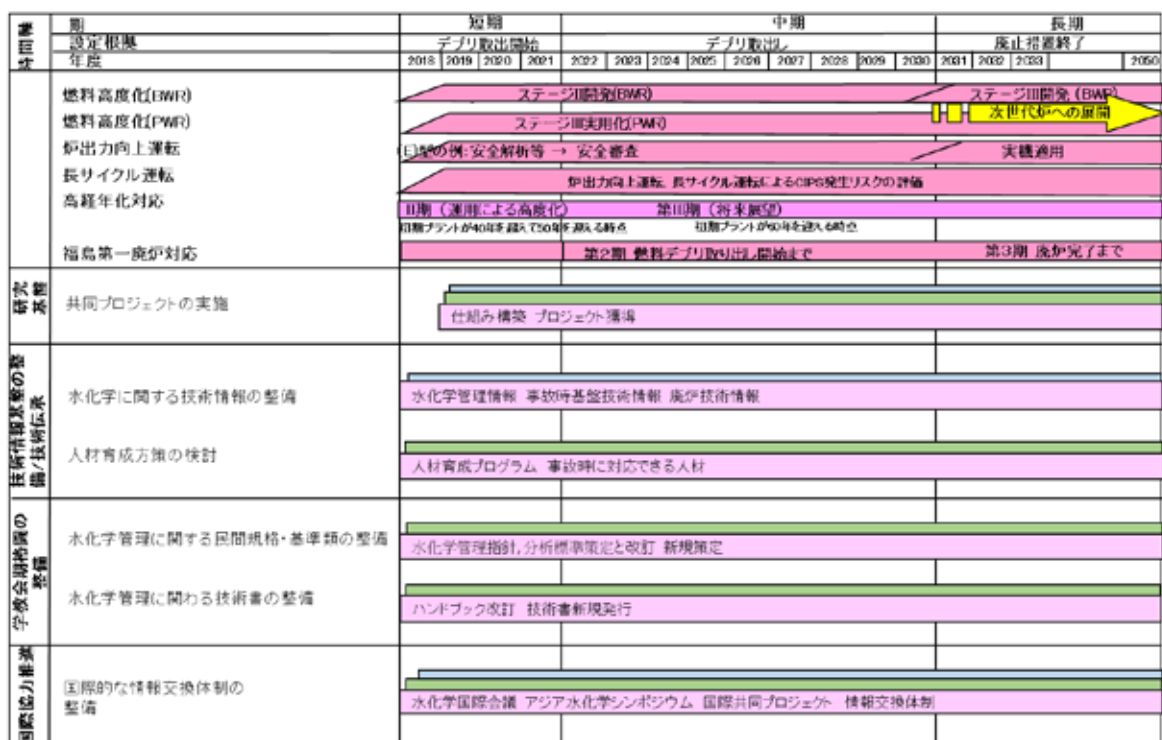 時間軸
期 短期 中期 長期
設定根拠 デブリ取出開始 デブリ取出し 廃止措置終了
年度 2018 2019 2020 2021 2022 2023 2024 2025 2026 2027 2028 2029 2030 2031 2032 2033 2050
燃料高度化(BWR) ステージII開発(BWR) ステージIII開発(BWR)
次世代炉への展開
燃料高度化(PWR) ステージIII実用化(PWR)
炉出力向上運転 型の例:安全解析等 → 安全審査 実機適用
長サイクル運転 炉出力向上運転、長サイクル運転によるCIPS発生リスクの評価
高経年化対応 II期(運用による高度化) 第III期(将来展望)
初期プラントが40年を超えて50年を迎える時点 初期プラントが60年を迎える時点
福島第一廃炉対応 第2期 燃料デブリ取り出し開始まで 第3期 廃炉完了まで
研究基盤
共同プロジェクトの実施
仕組み構築 プロジェクト獲得
技術情報基盤の整備/技術伝承
水化学に関する技術情報の整備 水化学管理情報 事故時基盤技術情報 廃炉技術情報
人材育成方策の検討 人材育成プログラム 事故時に対応できる人材
整備
水化学管理に関する民間規格・基準類の整備 水化学管理指針,分析標準策定と改訂 新規策定
水化学管理に関わる技術書の整備 ハンドブック改訂 技術書新規発行
国際協力推進
国際的な情報交換体制の
整備
水化学国際会議 アジア水化学シンポジウム 国際共同プロジェクト 情報交換体制